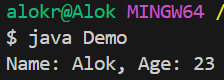 alokr@Alok MINGW64 /
$ java Demo
Name: Alok, Age: 23